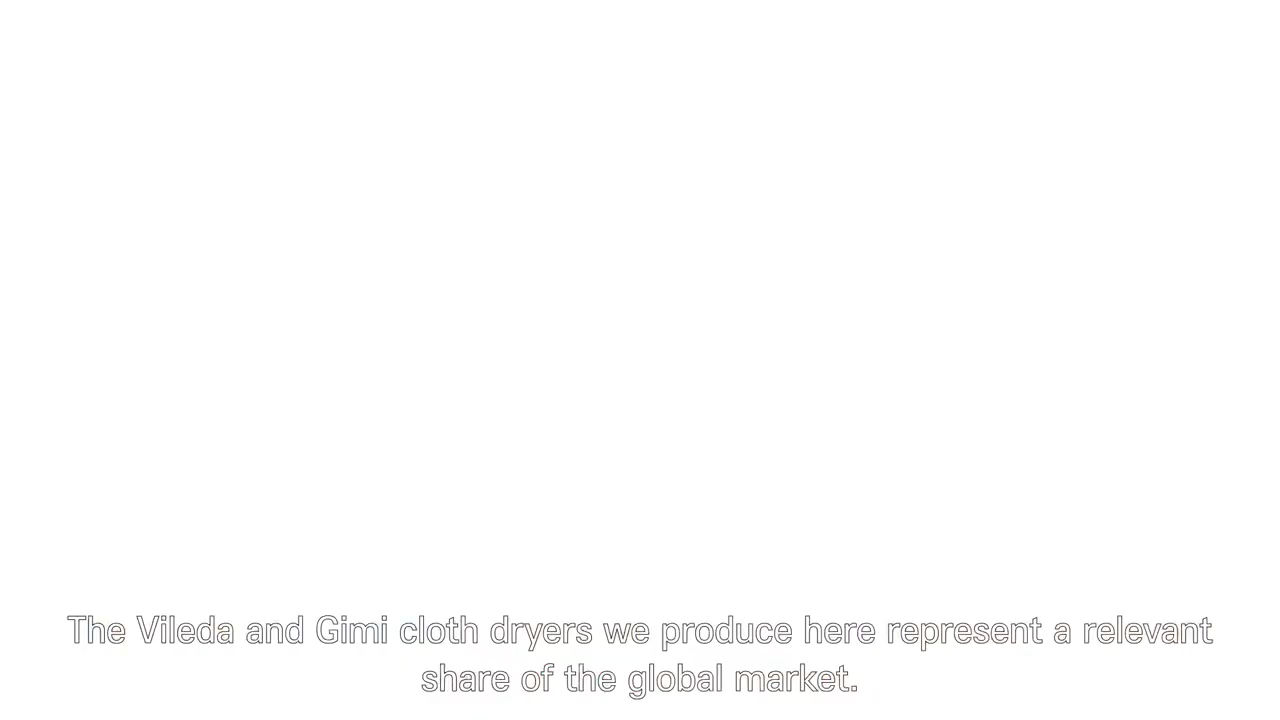 The Vileda and Gimi cloth dryers we produce here represent a relevant
share of the global market.